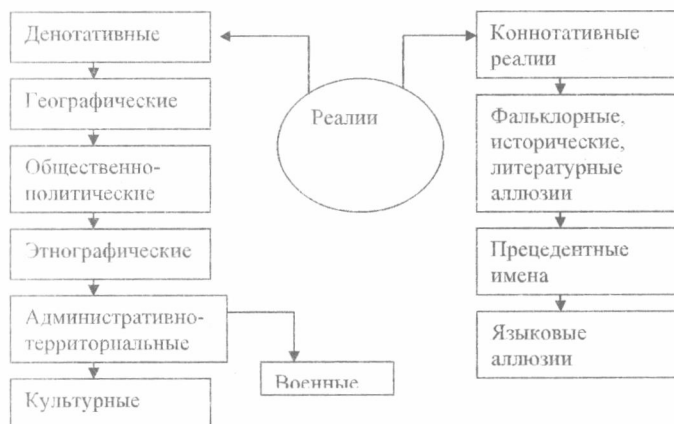 Денотативные
Географические
Общественно-
политические
Этнографические
Административно-
территориальные
Культурные
Военные
Реалии
Коннотативные
реалии
Фальклорные,
исторические,
литературные
аллюзии
Прецедентные
имена
Языковые
аллюзии